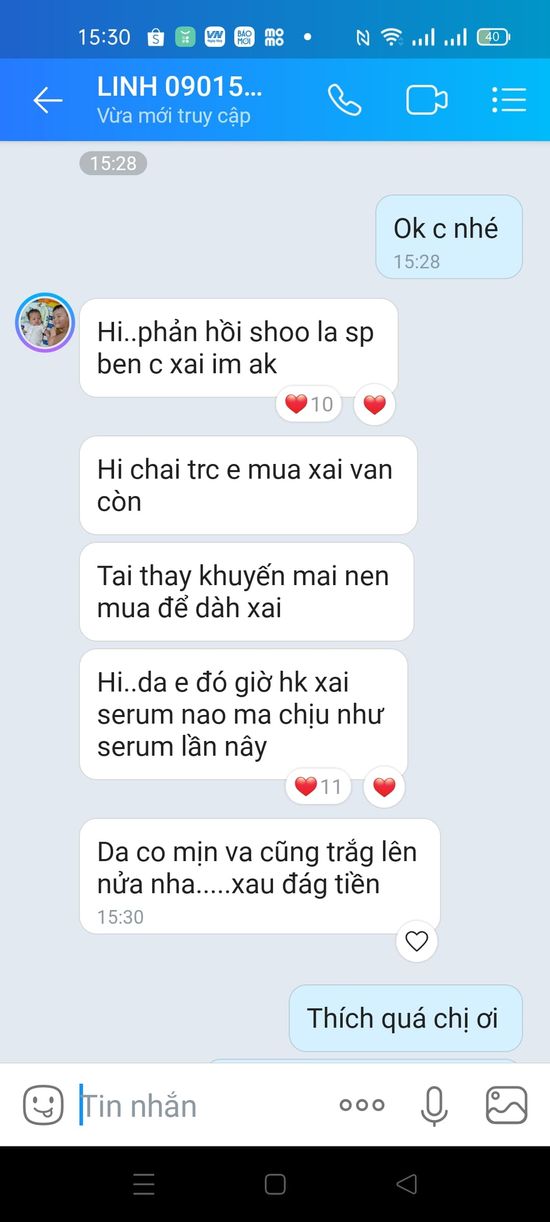 15:30
40
LINH 09015...
Vừa mới truy cập
15:28
Ok c nhé
15:28
Hi..phản hồi shoo la sp
ben c xai im ak
10
Hi chai trc e mua xai van
còn
Tai thay khuyến mai nen
mua để dàh xai
Hi..da e đó giờ hk xai
serum nao ma chịu như
serum lần nây
11
Da co mịn va cũng trắg lên
nửa nha.....xau đág tiền
15:30
Thích quá chị ơi
Tin nhắn